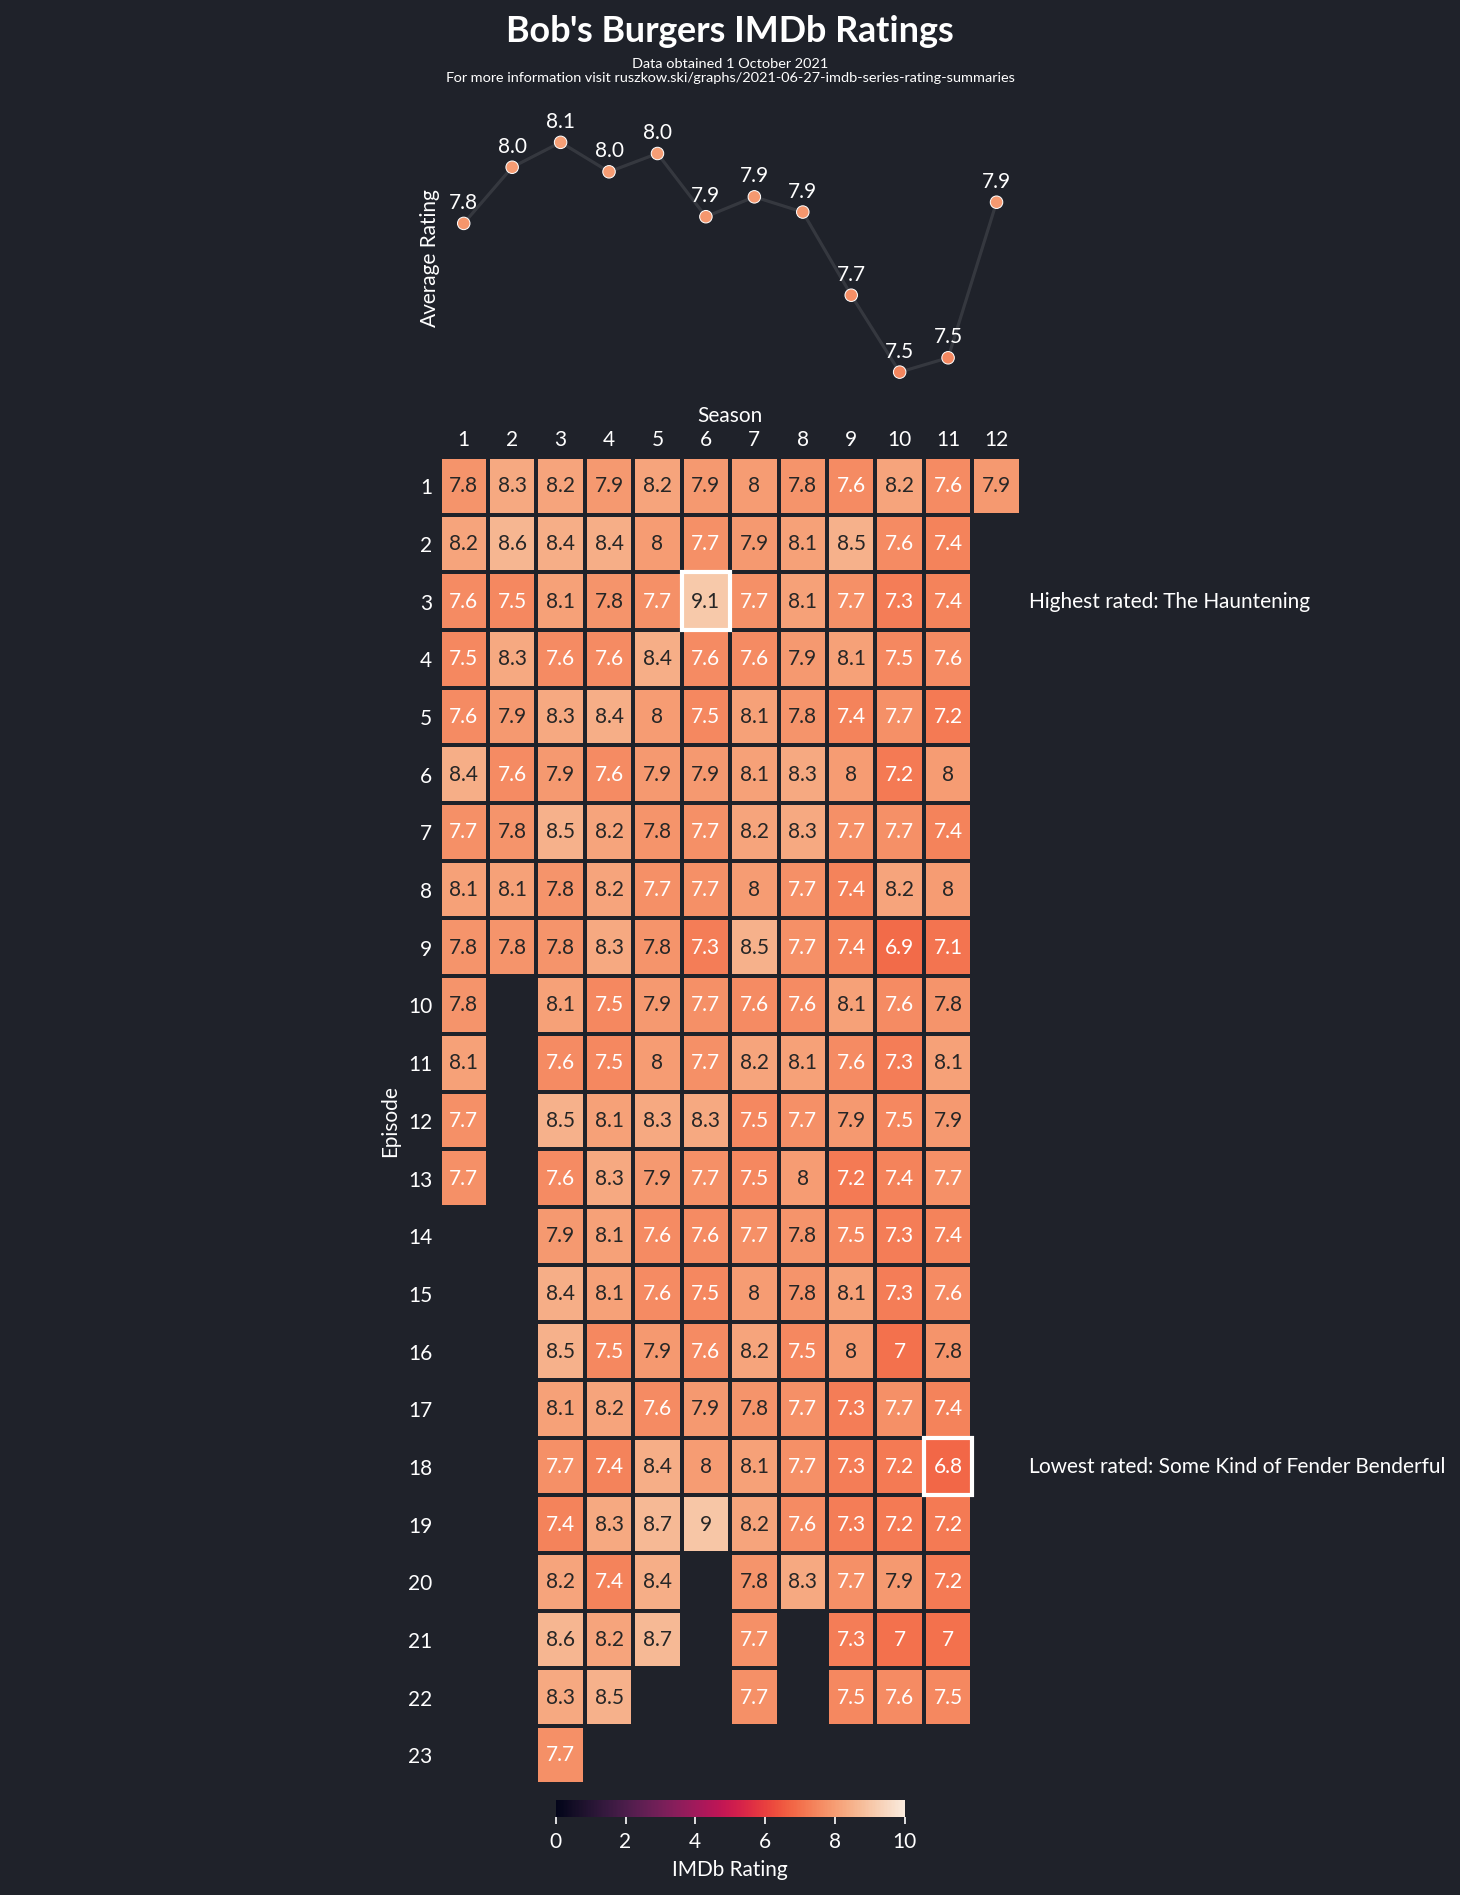 Bob's Burgers IMDb Ratings
Data obtained 1 October 2021
For more information visit ruszkow.ski/graphs/2021-06-27-imdb-series-rating-summaries
Average Rating
7.8 8.0 8.1 8.0 8.0 7.9 7.9 7.9 7.7 7.5 7.5 7.9
Season
1 2 3 4 5 6 7 8 9 10 11 12
Episode
1 7.8 8.3 8.2 7.9 8.2 7.9 8 7.8 7.6 8.2 7.6 7.9
2 8.2 8.6 8.4 8.4 8 7.7 7.9 8.1 8.5 7.6 7.4
3 7.6 7.5 8.1 7.8 7.7 9.1 7.7 8.1 7.7 7.3 7.4 Highest rated: The Hauntening
4 7.5 8.3 7.6 7.6 8.4 7.6 7.6 7.9 8.1 7.5 7.6
5 7.6 7.9 8.3 8.4 8 7.5 8.1 7.8 7.4 7.7 7.2
6 8.4 7.6 7.9 7.6 7.9 7.9 8.1 8.3 8 7.2 8
7 7.7 7.8 8.5 8.2 7.8 7.7 8.2 8.3 7.7 7.7 7.4
8 8.1 8.1 7.8 8.2 7.7 7.7 8 7.7 7.4 8.2 8
9 7.8 7.8 7.8 8.3 7.8 7.3 8.5 7.7 7.4 6.9 7.1
10 7.8 8.1 7.5 7.9 7.7 7.6 7.6 8.1 7.6 7.8
11 8.1 7.6 7.5 8 7.7 8.2 8.1 7.6 7.3 8.1
12 7.7 8.5 8.1 8.3 8.3 7.5 7.7 7.9 7.5 7.9
13 7.7 7.6 8.3 7.9 7.7 7.5 8 7.2 7.4 7.7
14 7.9 8.1 7.6 7.6 7.7 7.8 7.5 7.3 7.4
15 8.4 8.1 7.6 7.5 8 7.8 8.1 7.3 7.6
16 8.5 7.5 7.9 7.6 8.2 7.5 8 7 7.8
17 8.1 8.2 7.6 7.9 7.8 7.7 7.3 7.7 7.4
18 7.7 7.4 8.4 8 8.1 7.7 7.3 7.2 6.8 Lowest rated: Some Kind of Fender Benderful
19 7.4 8.3 8.7 9 8.2 7.6 7.3 7.2 7.2
20 8.2 7.4 8.4 7.8 8.3 7.7 7.9 7.2
21 8.6 8.2 8.7 7.7 7.3 7 7
22 8.3 8.5 7.7 7.5 7.6 7.5
23 7.7
0 2 4 6 8 10
IMDb Rating